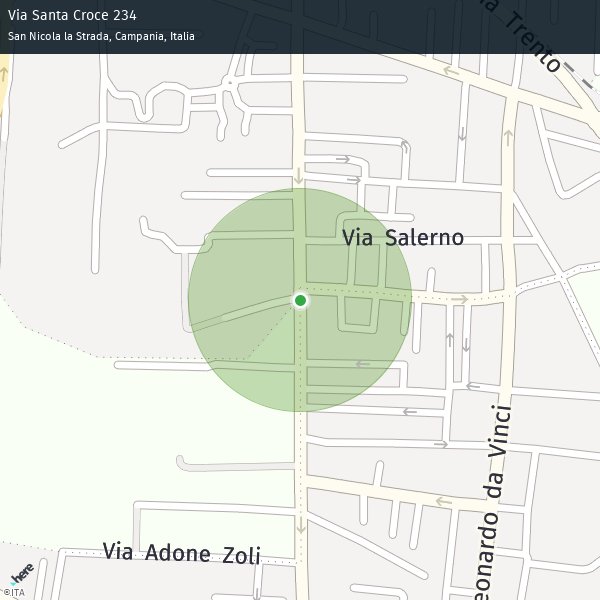 Via Santa Croce 234
San Nicola la Strada, Campania, Italia
Trento
Via Salerno
Leonardo da Vinci
Via Adone Zoli
here
©ITA